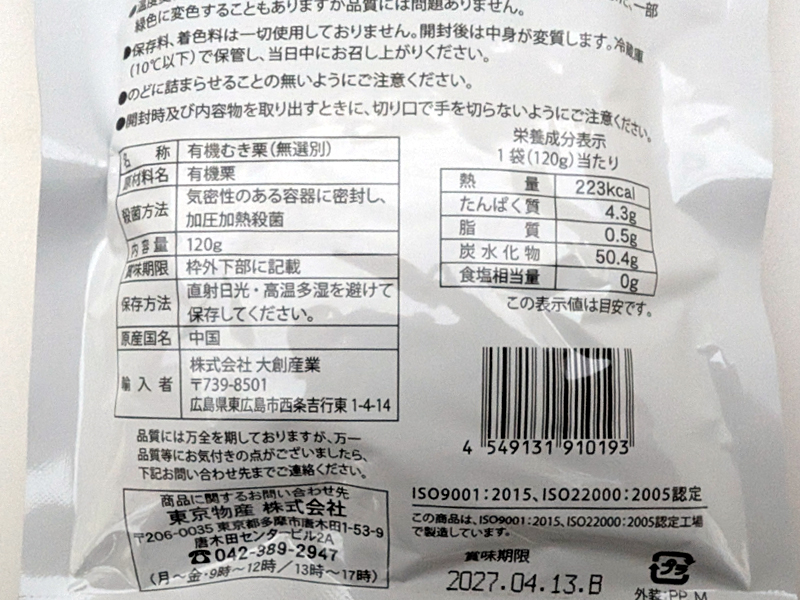 緑色に変色することもありますが品質には問題ありません。
●保存料、着色料は一切使用しておりません。開封後は中身が変質します。冷蔵庫
(10℃以下)で保管し、当日中にお召し上がりください。
●のどに詰まらせることの無いようにご注意ください。
●開封時及び内容物を取り出すときに、切り口で手を切らないようにご注意ください。
名 称 有機むき栗(無選別)
原材料名 有機栗
殺菌方法 気密性のある容器に密封し、
加圧加熱殺菌
内容量 120g
賞味期限 枠外下部に記載
保存方法 直射日光・高温多湿を避けて
保存してください。
原産国名 中国
輸入者 株式会社 大創産業
〒739-8501
広島県東広島市西条吉行東 1-4-14
栄養成分表示
1袋(120g)当たり
熱量 223kcal
たんぱく質 4.3g
脂質 0.5g
炭水化物 50.4g
食塩相当量 0g
この表示値は目安です。
4 549131 910193
品質には万全を期しておりますが、万一
品質等にお気付きの点がございましたら、
下記お問い合わせ先までご連絡ください。
商品に関するお問い合わせ先
東京物産 株式会社
〒206-0035 東京都多摩市唐木田1-53-9
唐木田センタービル2A
☎042-389-2947
(月～金・9時～12時/13時～17時)
ISO9001:2015、ISO22000:2005認定
この商品は、ISO9001:2015、ISO22000:2005認定工場
で製造しています。
賞味期限
2027.04.13.B
プラ
外装:PP, M